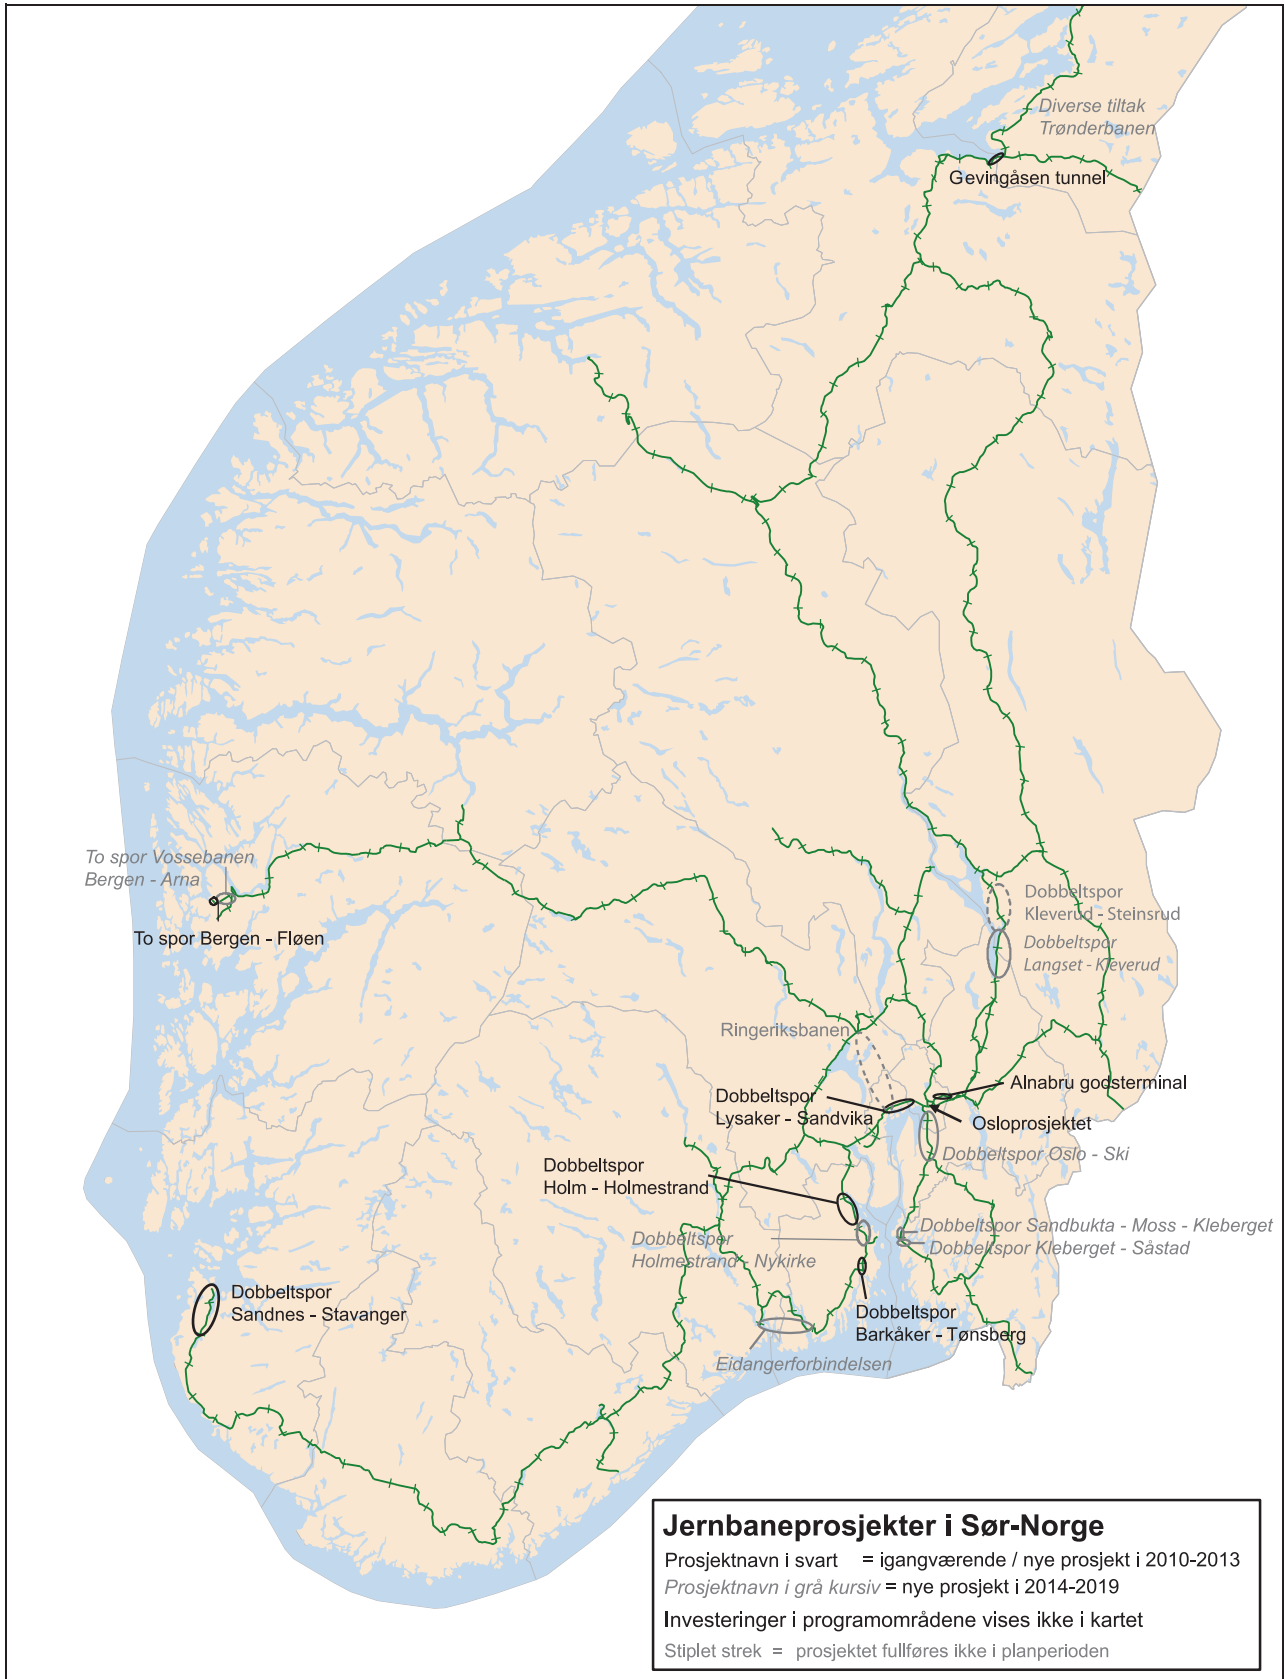 Diverse tiltak
Trønderbanen
Gevingåsen tunnel
To spor Vossebanen
Bergen - Arna
To spor Bergen - Fløen
Dobbeltspor
Kleverud - Steinsrud
Dobbeltspor
Langset - Kleverud
Ringeriksbanen
Alnabru godsterminal
Dobbeltspor
Lysaker - Sandvika
Osloprosjektet
Dobbeltspor Oslo - Ski
Dobbeltspor
Holm - Holmestrand
Dobbeltspor Sandbukta - Moss - Kleberget
Dobbeltspor Kleberget - Såstad
Dobbeltspor
Holmestrand - Nykirke
Dobbeltspor
Sandnes - Stavanger
Dobbeltspor
Barkåker - Tønsberg
Eidangerforbindelsen
Jernbaneprosjekter i Sør-Norge
Prosjektnavn i svart = igangværende / nye prosjekt i 2010-2013
Prosjektnavn i grå kursiv = nye prosjekt i 2014-2019
Investeringer i programområdene vises ikke i kartet
Stiplet strek = prosjektet fullføres ikke i planperioden